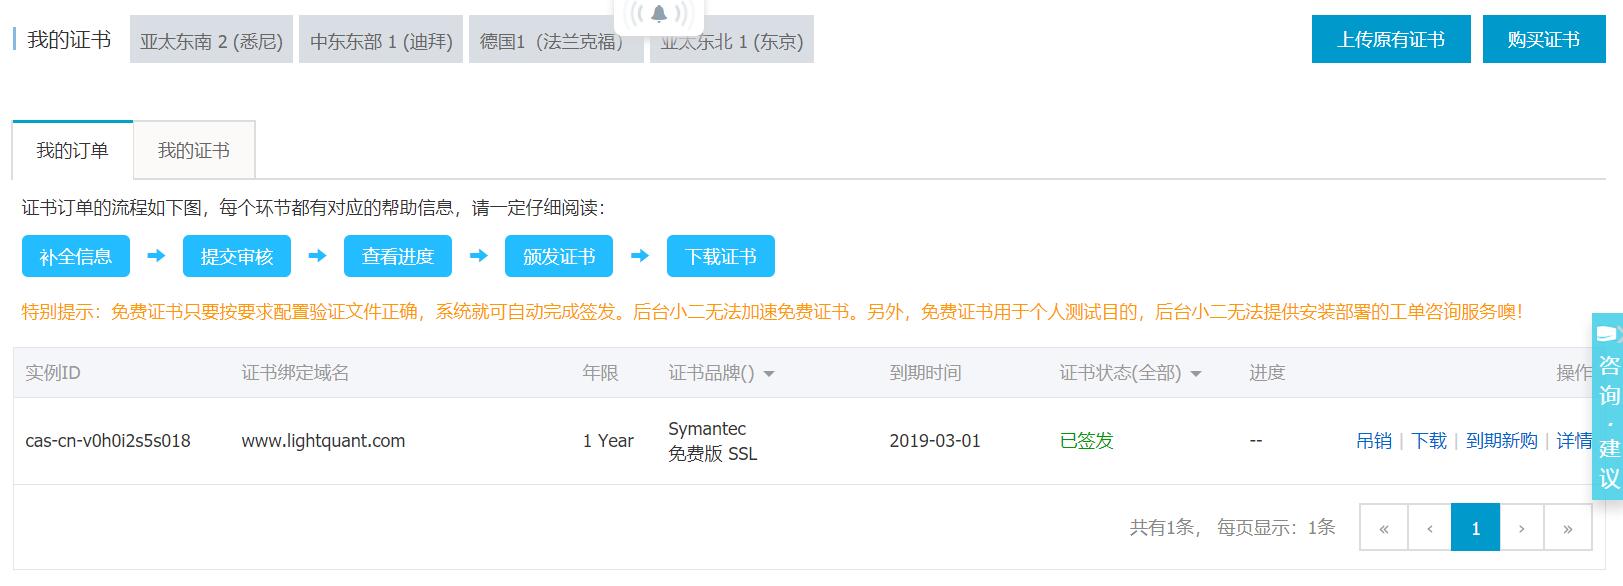 我的证书 亚太东南 2 (悉尼) 中东东部 1 (迪拜) 德国1（法兰克福） 亚太东北 1 (东京) 上传原有证书 购买证书
我的订单 我的证书
证书订单的流程如下图，每个环节都有对应的帮助信息，请一定仔细阅读：
补全信息 提交审核 查看进度 颁发证书 下载证书
特别提示：免费证书只要按要求配置验证文件正确，系统就可自动完成签发。后台小二无法加速免费证书。另外，免费证书用于个人测试目的，后台小二无法提供安装部署的工单咨询服务噢！
实例ID 证书绑定域名 年限 证书品牌() 到期时间 证书状态(全部) 进度 操作
cas-cn-v0h0i2s5s018 www.lightquant.com 1 Year Symantec 2019-03-01 已签发 -- 吊销 | 下载 | 到期新购 | 详情
免费版 SSL
共有1条， 每页显示：1条 « ‹ 1 › »
咨询·建议